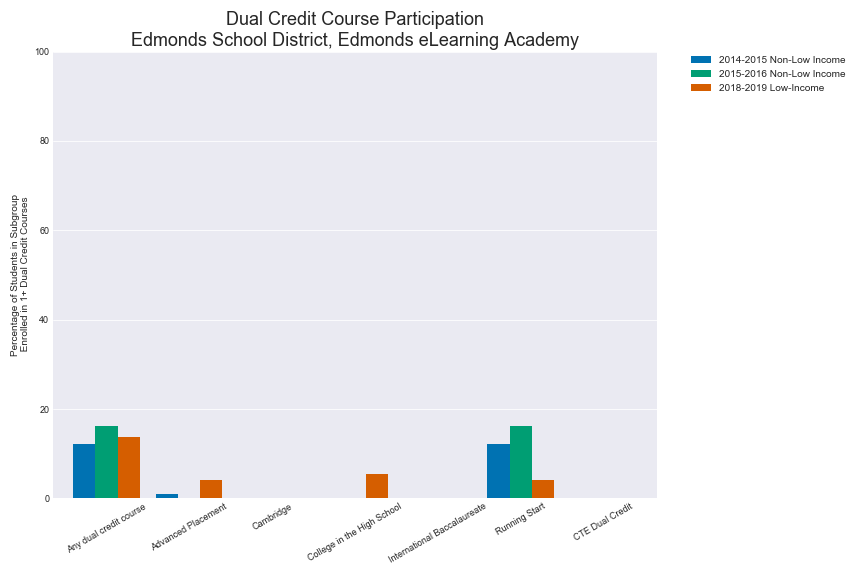 Dual Credit Course Participation
Edmonds School District, Edmonds eLearning Academy
2014-2015 Non-Low Income
2015-2016 Non-Low Income
2018-2019 Low-Income
Percentage of Students in Subgroup
Enrolled in 1+ Dual Credit Courses
100
80
60
40
20
0
Any dual credit course
Advanced Placement
Cambridge
College in the High School
International Baccalaureate
Running Start
CTE Dual Credit